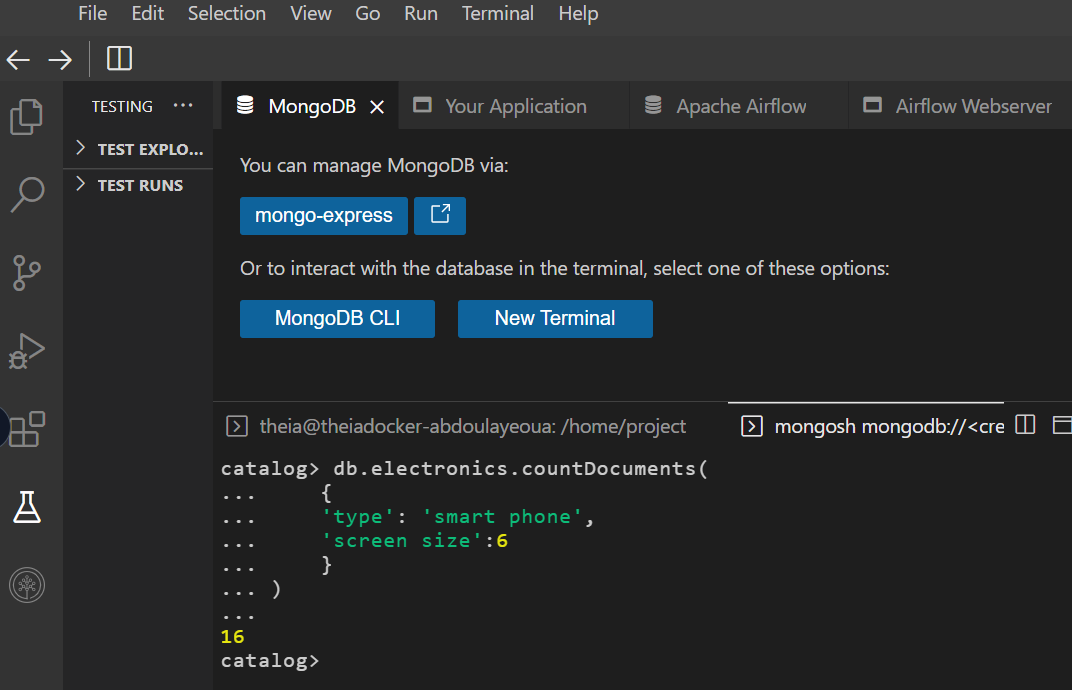 File Edit Selection View Go Run Terminal Help
TESTING ···
MongoDB Your Application Apache Airflow Airflow Webserver
TEST EXPLO...
TEST RUNS
You can manage MongoDB via:
mongo-express
Or to interact with the database in the terminal, select one of these options:
MongoDB CLI New Terminal
theia@theiadocker-abdoulayeoua: /home/project mongosh mongodb://<cre
catalog> db.electronics.countDocuments(
... {
... 'type': 'smart phone',
... 'screen size':6
... }
... )
...
16
catalog>